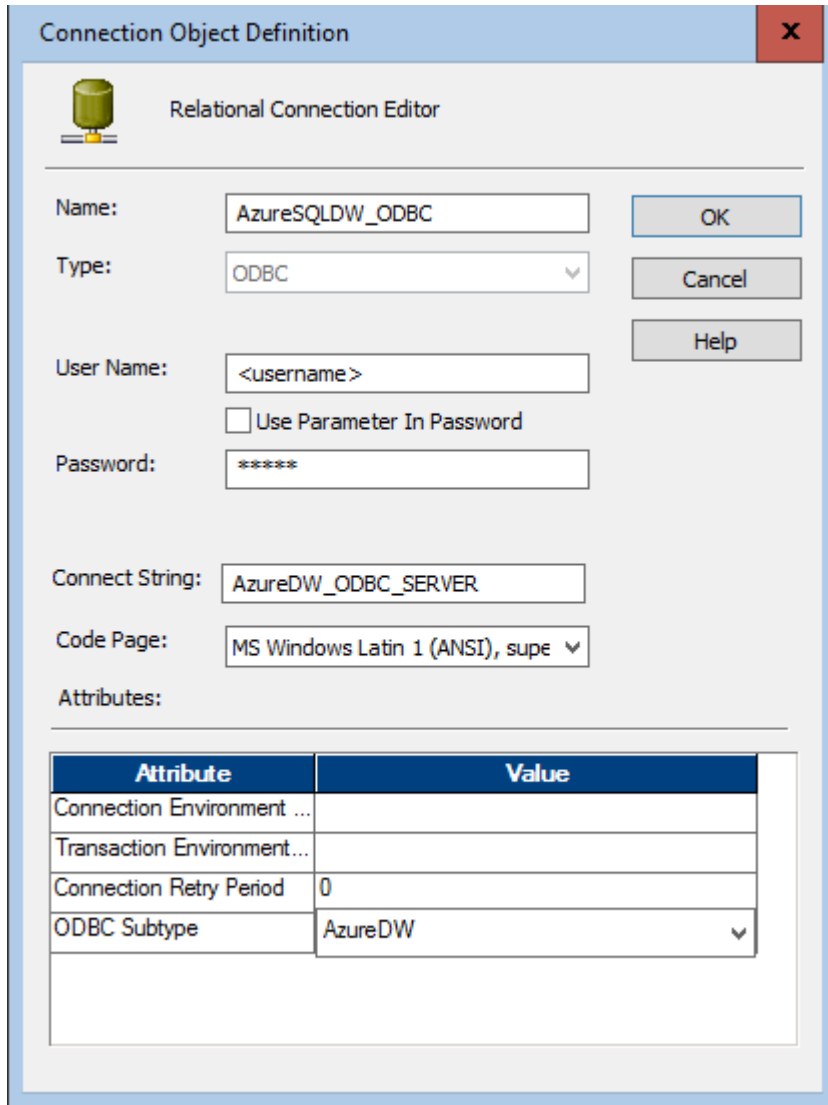 Connection Object Definition
x
Relational Connection Editor
Name:
AzureSQLDW_ODBC
OK
Type:
ODBC
Cancel
Help
User Name:
<username>
Use Parameter In Password
Password:
*****
Connect String:
AzureDW_ODBC_SERVER
Code Page:
MS Windows Latin 1 (ANSI), supe
Attributes:
Attribute Value
Connection Environment ...
Transaction Environment...
Connection Retry Period 0
ODBC Subtype AzureDW